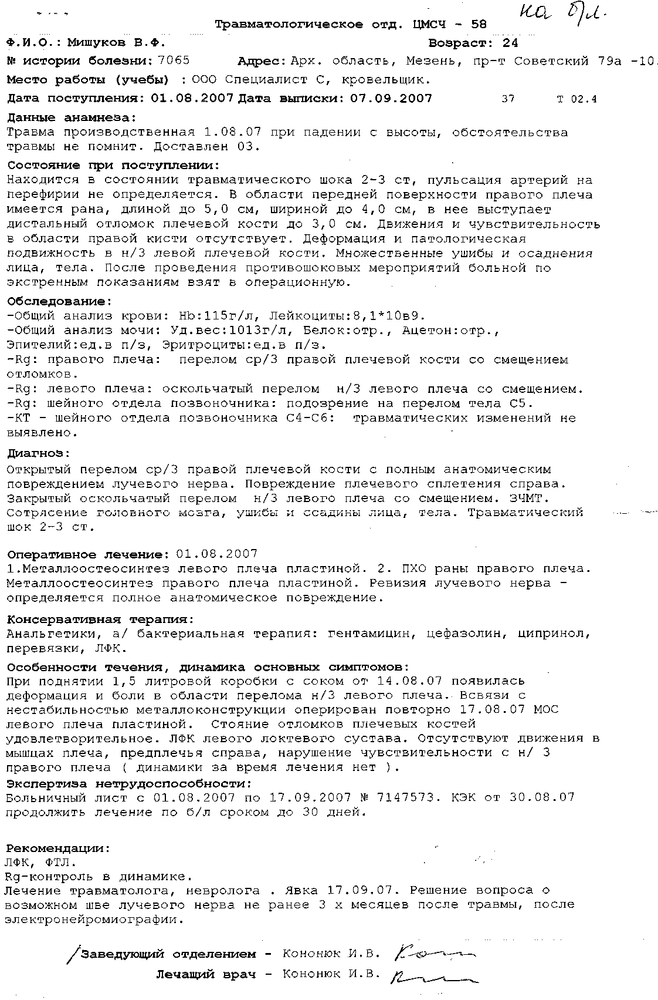 на б/л.
Травматологическое отд. ЦМСЧ - 58
Ф.И.О.: Мишуков В.Ф. Возраст: 24
№ истории болезни: 7065 Адрес: Арх. область, Мезень, пр-т Советский 79а -10.
Место работы (учебы) : ООО Специалист С, кровельщик.
Дата поступления: 01.08.2007 Дата выписки: 07.09.2007 37 Т 02.4
Данные анамнеза:
Травма производственная 1.08.07 при падении с высоты, обстоятельства
травмы не помнит. Доставлен 03.
Состояние при поступлении:
Находится в состоянии травматического шока 2-3 ст, пульсация артерий на
перефирии не определяется. В области передней поверхности правого плеча
имеется рана, длиной до 5,0 см, шириной до 4,0 см, в нее выступает
дистальный отломок плечевой кости до 3,0 см. Движения и чувствительность
в области правой кисти отсутствует. Деформация и патологическая
подвижность в н/3 левой плечевой кости. Множественные ушибы и осаднения
лица, тела. После проведения противошоковых мероприятий больной по
экстренным показаниям взят в операционную.
Обследование:
-Общий анализ крови: Hb:115г/л, Лейкоциты:8,1*10в9.
-Общий анализ мочи: Уд.вес:1013г/л, Белок:отр., Ацетон:отр.,
Эпителий:ед.в п/з, Эритроциты:ед.в п/з.
-Rg: правого плеча: перелом ср/3 правой плечевой кости со смещением
отломков.
-Rg: левого плеча: оскольчатый перелом н/3 левого плеча со смещением.
-Rg: шейного отдела позвоночника: подозрение на перелом тела С5.
-КТ - шейного отдела позвоночника С4-С6: травматических изменений не
выявлено.
Диагноз:
Открытый перелом ср/3 правой плечевой кости с полным анатомическим
повреждением лучевого нерва. Повреждение плечевого сплетения справа.
Закрытый оскольчатый перелом н/3 левого плеча со смещением. ЗЧМТ.
Сотрясение головного мозга, ушибы и ссадины лица, тела. Травматический
шок 2-3 ст.
Оперативное лечение: 01.08.2007
1.Металлоостеосинтез левого плеча пластиной. 2. ПХО раны правого плеча.
Металлоостеосинтез правого плеча пластиной. Ревизия лучевого нерва -
определяется полное анатомическое повреждение.
Консервативная терапия:
Анальгетики, а/ бактериальная терапия: гентамицин, цефазолин, ципринол,
перевязки, ЛФК.
Особенности течения, динамика основных симптомов:
При поднятии 1,5 литровой коробки с соком от 14.08.07 появилась
деформация и боли в области перелома н/3 левого плеча. Всвязи с
нестабильностью металлоконструкции оперирован повторно 17.08.07 МОС
левого плеча пластиной. Стояние отломков плечевых костей
удовлетворительное. ЛФК левого локтевого сустава. Отсутствуют движения в
мышцах плеча, предплечья справа, нарушение чувствительности с н/ 3
правого плеча ( динамики за время лечения нет ).
Экспертиза нетрудоспособности:
Больничный лист с 01.08.2007 по 17.09.2007 № 7147573. КЭК от 30.08.07
продолжить лечение по б/л сроком до 30 дней.
Рекомендации:
ЛФК, ФТЛ.
Rg-контроль в динамике.
Лечение травматолога, невролога . Явка 17.09.07. Решение вопроса о
возможном шве лучевого нерва не ранее 3 х месяцев после травмы, после
электронейромиографии.
Заведующий отделением - Кононюк И.В.
Лечащий врач - Кононюк И.В.